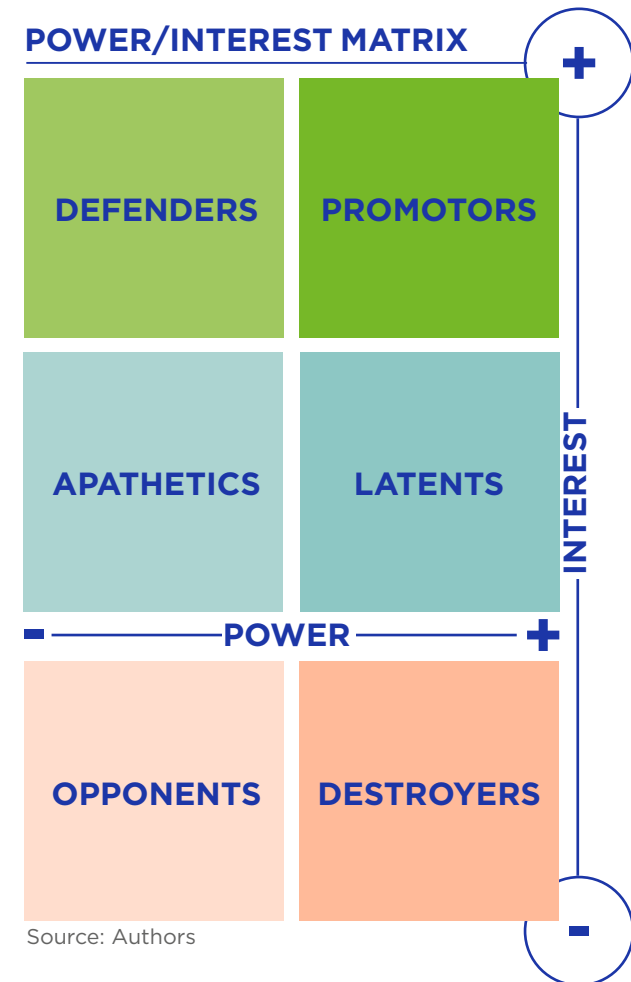 POWER/INTEREST MATRIX
+
DEFENDERS
PROMOTORS
APATHETICS
LATENTS
INTEREST
- POWER +
OPPONENTS
DESTROYERS
Source: Authors
-